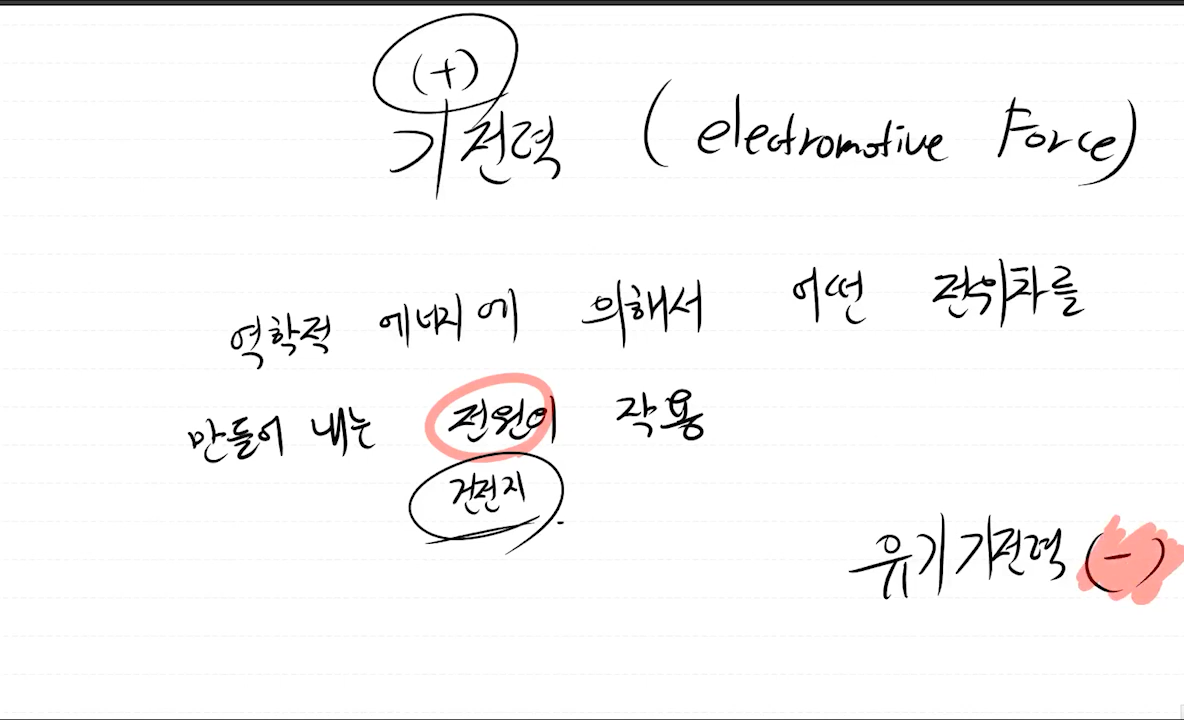 (+)
기전력 (electromotive Force)
역학적 에너지에 의해서 어떤 전위차를
만들어 내는 전원이 작용
건전지
유기기전력 (-)